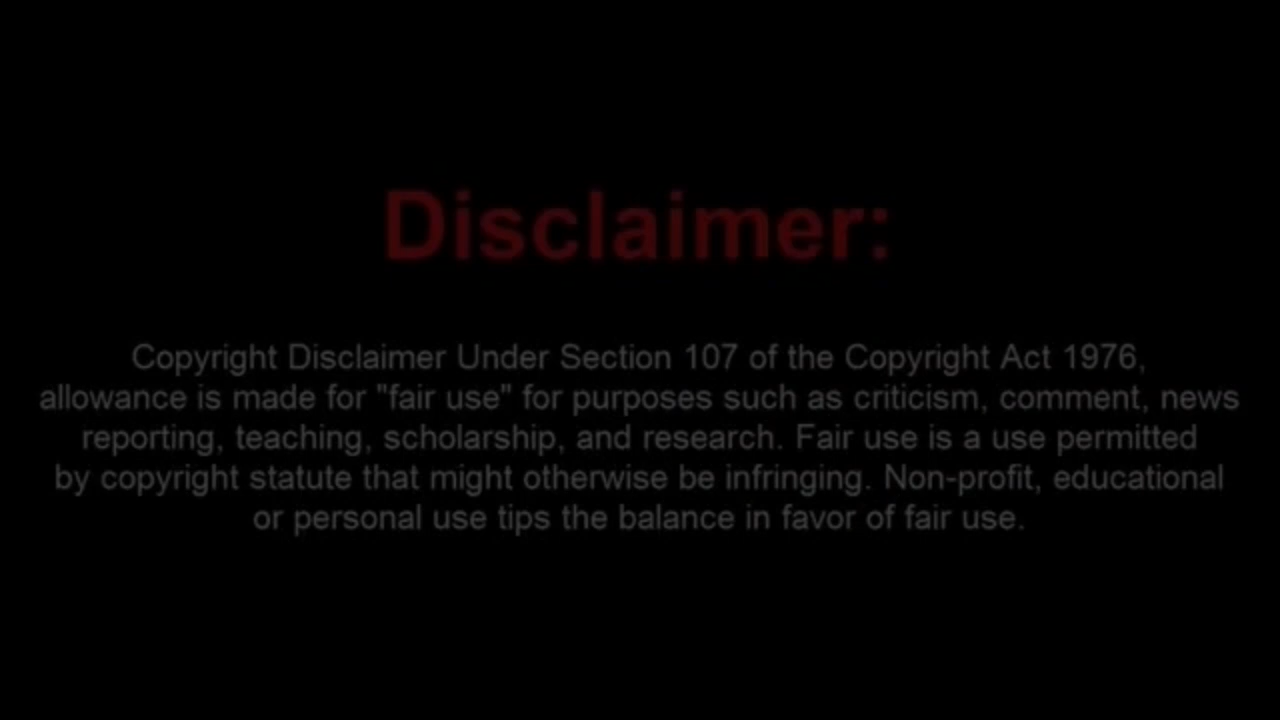 Disclaimer:
Copyright Disclaimer Under Section 107 of the Copyright Act 1976,
allowance is made for "fair use" for purposes such as criticism, comment, news
reporting, teaching, scholarship, and research. Fair use is a use permitted
by copyright statute that might otherwise be infringing. Non-profit, educational
or personal use tips the balance in favor of fair use.